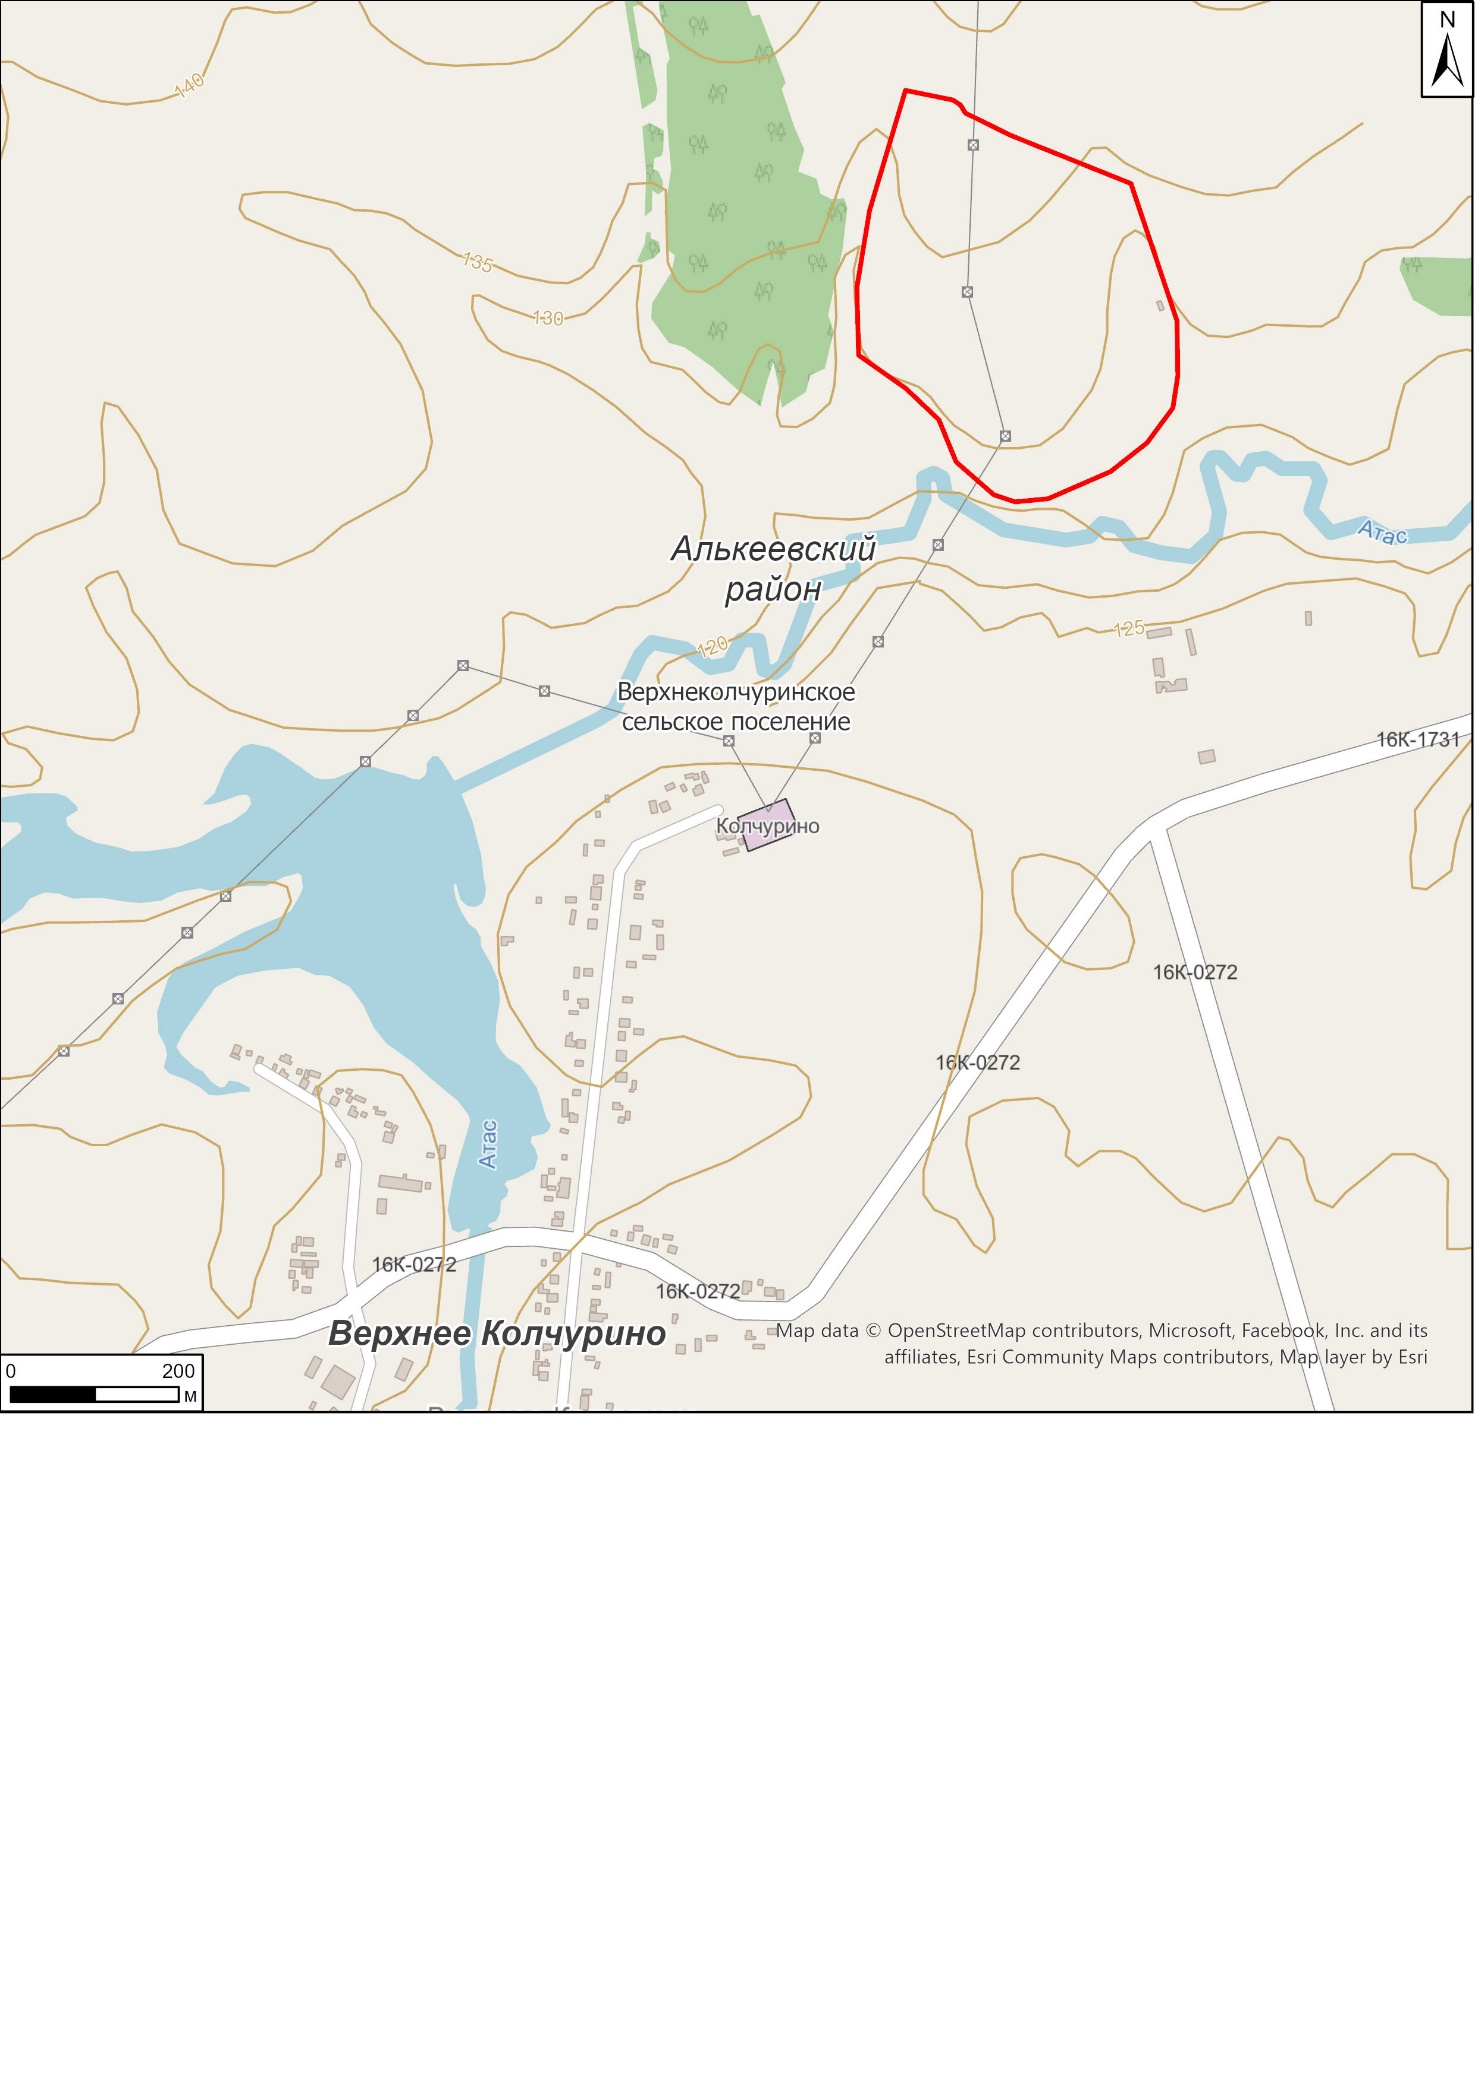 N
140
135
130
Атас
Алькеевский
район
125
120
Верхнеколчуринское
сельское поселение
16К-1731
Колчурино
16К-0272
16К-0272
Атас
16К-0272
16К-0272
Верхнее Колчурино
Map data © OpenStreetMap contributors, Microsoft, Facebook, Inc. and its
affiliates, Esri Community Maps contributors, Map layer by Esri
0 200
м